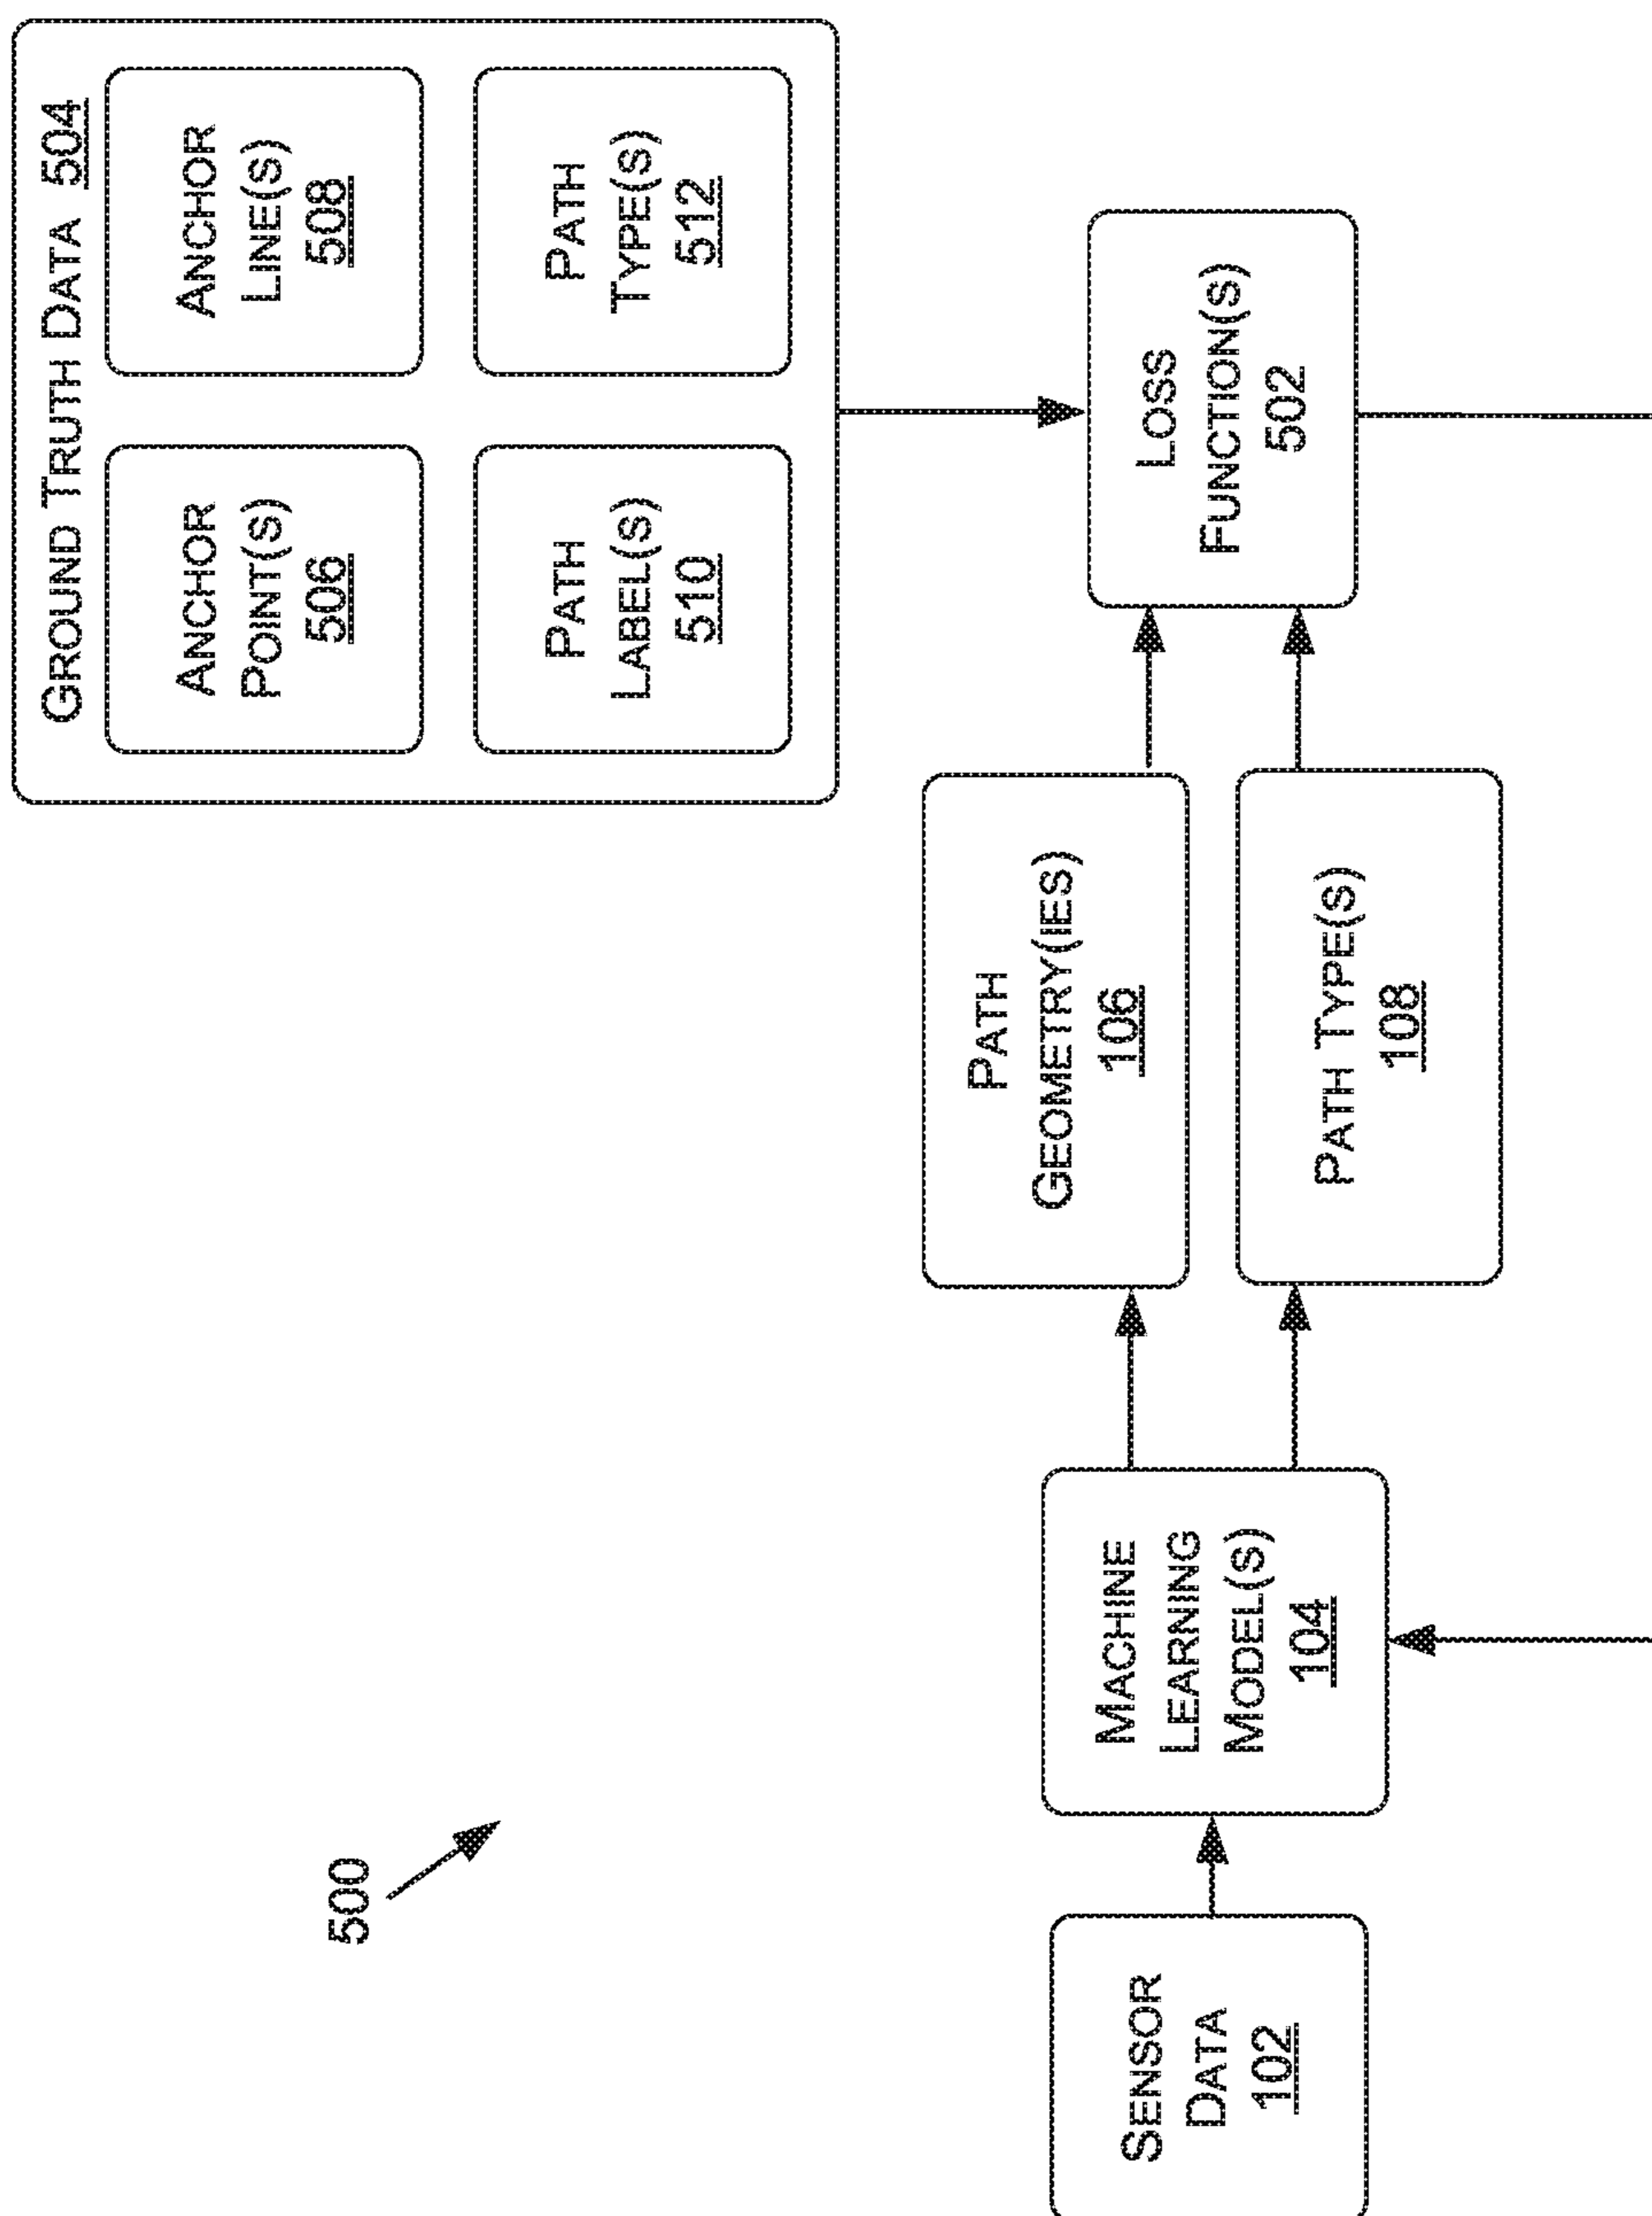 500
GROUND TRUTH DATA 504
ANCHOR
POINT(S)
506
ANCHOR
LINE(S)
508
PATH
LABEL(S)
510
PATH
TYPE(S)
512
SENSOR
DATA
102
MACHINE
LEARNING
MODEL(S)
104
PATH
GEOMETRY(IES)
106
PATH TYPE(S)
108
LOSS
FUNCTION(S)
502